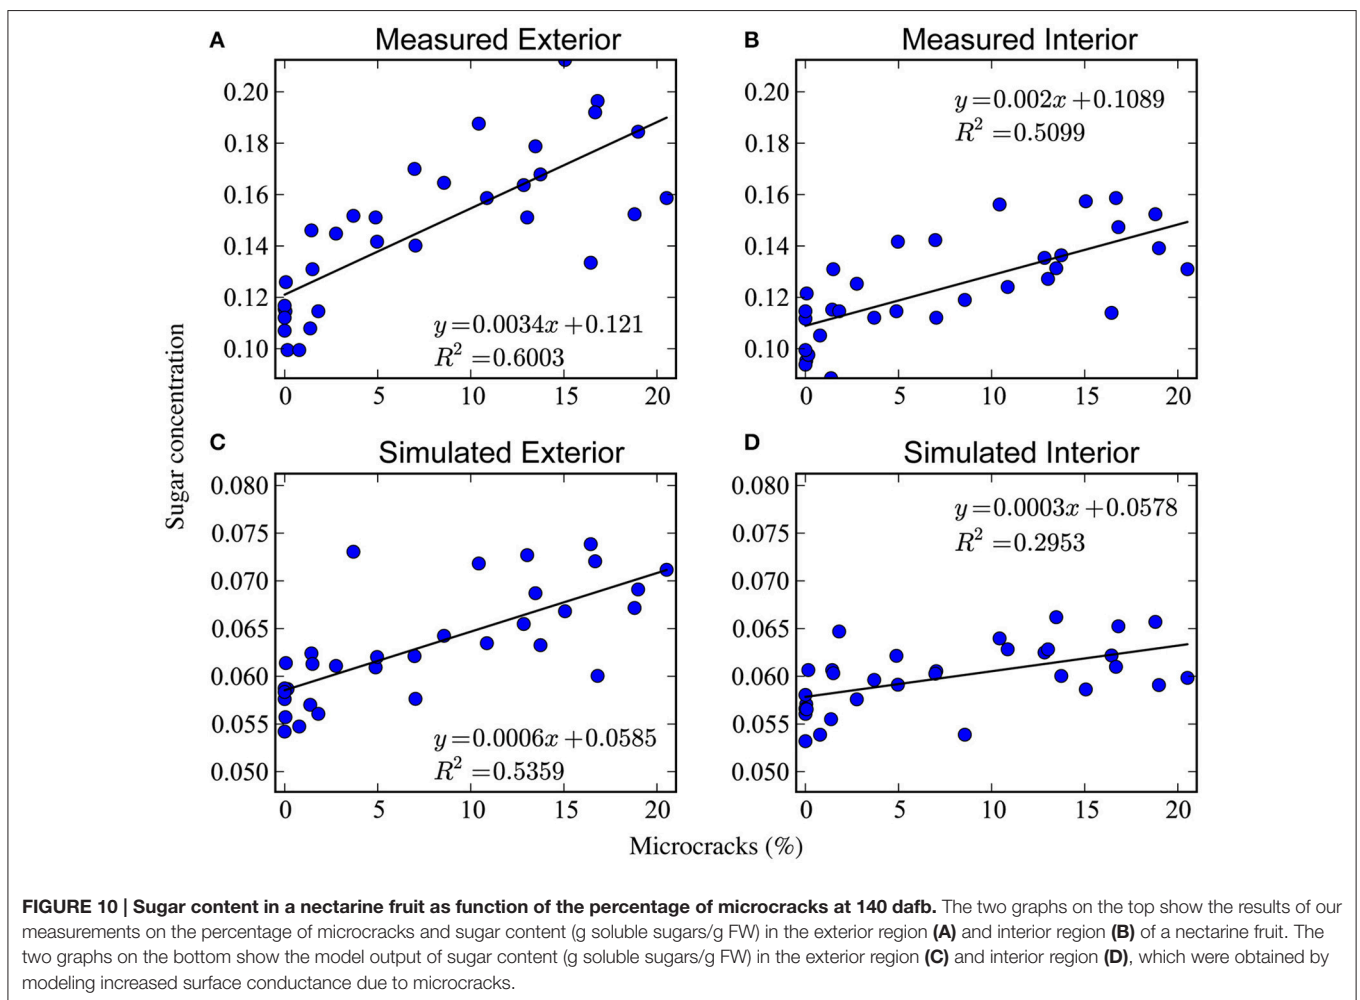 A Measured Exterior
B Measured Interior
0.20
0.18
0.16
0.14
0.12
0.10
y=0.0034x+0.121
R² =0.6003
0 5 10 15 20
0.20
0.18
0.16
0.14
0.12
0.10
y=0.002x+0.1089
R² =0.5099
0 5 10 15 20
Sugar concentration
C Simulated Exterior
D Simulated Interior
0.080
0.075
0.070
0.065
0.060
0.055
0.050
y=0.0006x+0.0585
R² =0.5359
0 5 10 15 20
0.080
0.075
0.070
0.065
0.060
0.055
0.050
y=0.0003x+0.0578
R² =0.2953
0 5 10 15 20
Microcracks (%)
FIGURE 10 | Sugar content in a nectarine fruit as function of the percentage of microcracks at 140 dafb. The two graphs on the top show the results of our
measurements on the percentage of microcracks and sugar content (g soluble sugars/g FW) in the exterior region (A) and interior region (B) of a nectarine fruit. The
two graphs on the bottom show the model output of sugar content (g soluble sugars/g FW) in the exterior region (C) and interior region (D), which were obtained by
modeling increased surface conductance due to microcracks.